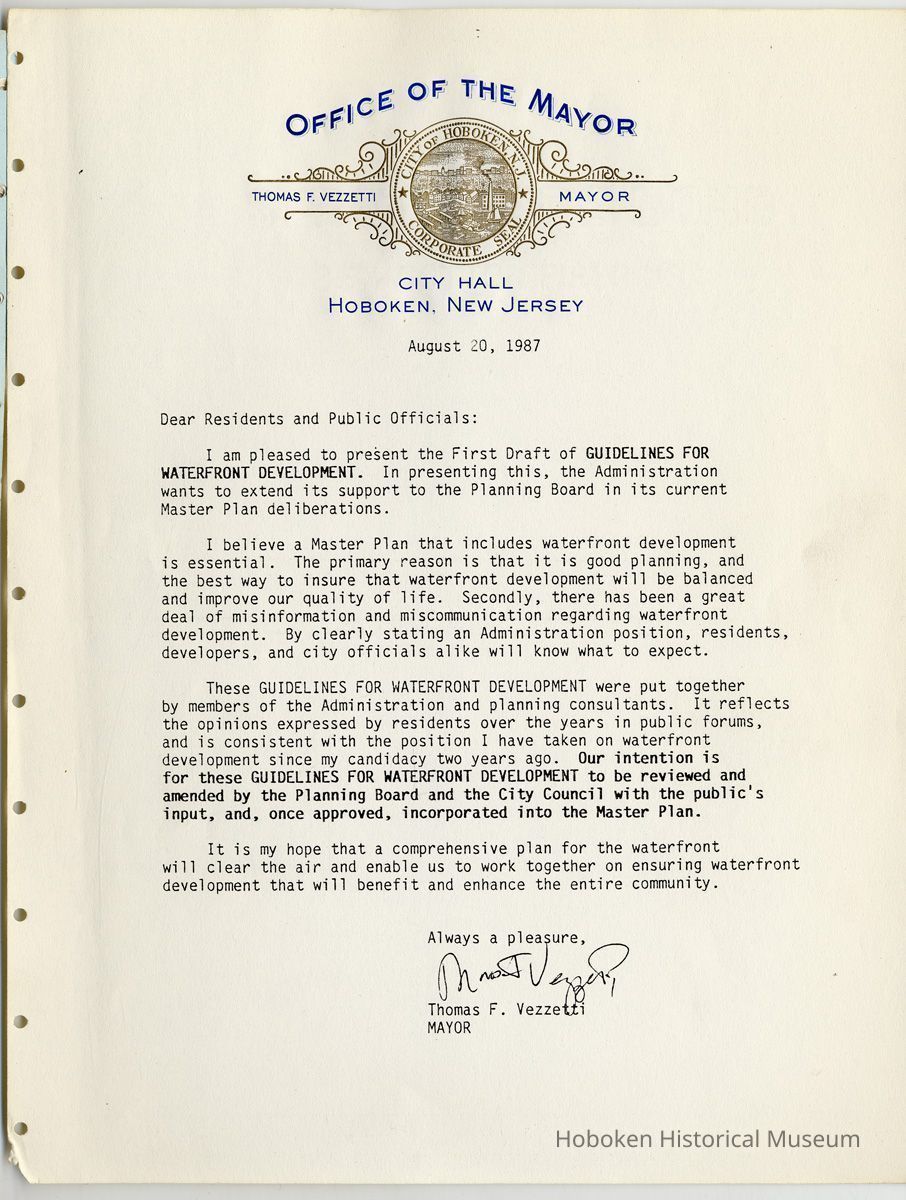 OFFICE OF THE MAYOR
CITY OF HOBOKEN, N.J.
THOMAS F. VEZZETTI
MAYOR
CORPORATE SEAL
CITY HALL
HOBOKEN, NEW JERSEY
August 20, 1987
Dear Residents and Public Officials:
I am pleased to present the First Draft of GUIDELINES FOR
WATERFRONT DEVELOPMENT. In presenting this, the Administration
wants to extend its support to the Planning Board in its current
Master Plan deliberations.
I believe a Master Plan that includes waterfront development
is essential. The primary reason is that it is good planning, and
the best way to insure that waterfront development will be balanced
and improve our quality of life. Secondly, there has been a great
deal of misinformation and miscommunication regarding waterfront
development. By clearly stating an Administration position, residents,
developers, and city officials alike will know what to expect.
These GUIDELINES FOR WATERFRONT DEVELOPMENT were put together
by members of the Administration and planning consultants. It reflects
the opinions expressed by residents over the years in public forums,
and is consistent with the position I have taken on waterfront
development since my candidacy two years ago. Our intention is
for these GUIDELINES FOR WATERFRONT DEVELOPMENT to be reviewed and
amended by the Planning Board and the City Council with the public's
input, and, once approved, incorporated into the Master Plan.
It is my hope that a comprehensive plan for the waterfront
will clear the air and enable us to work together on ensuring waterfront
development that will benefit and enhance the entire community.
Always a pleasure,
Thomas F. Vezzetti
MAYOR
Hoboken Historical Museum